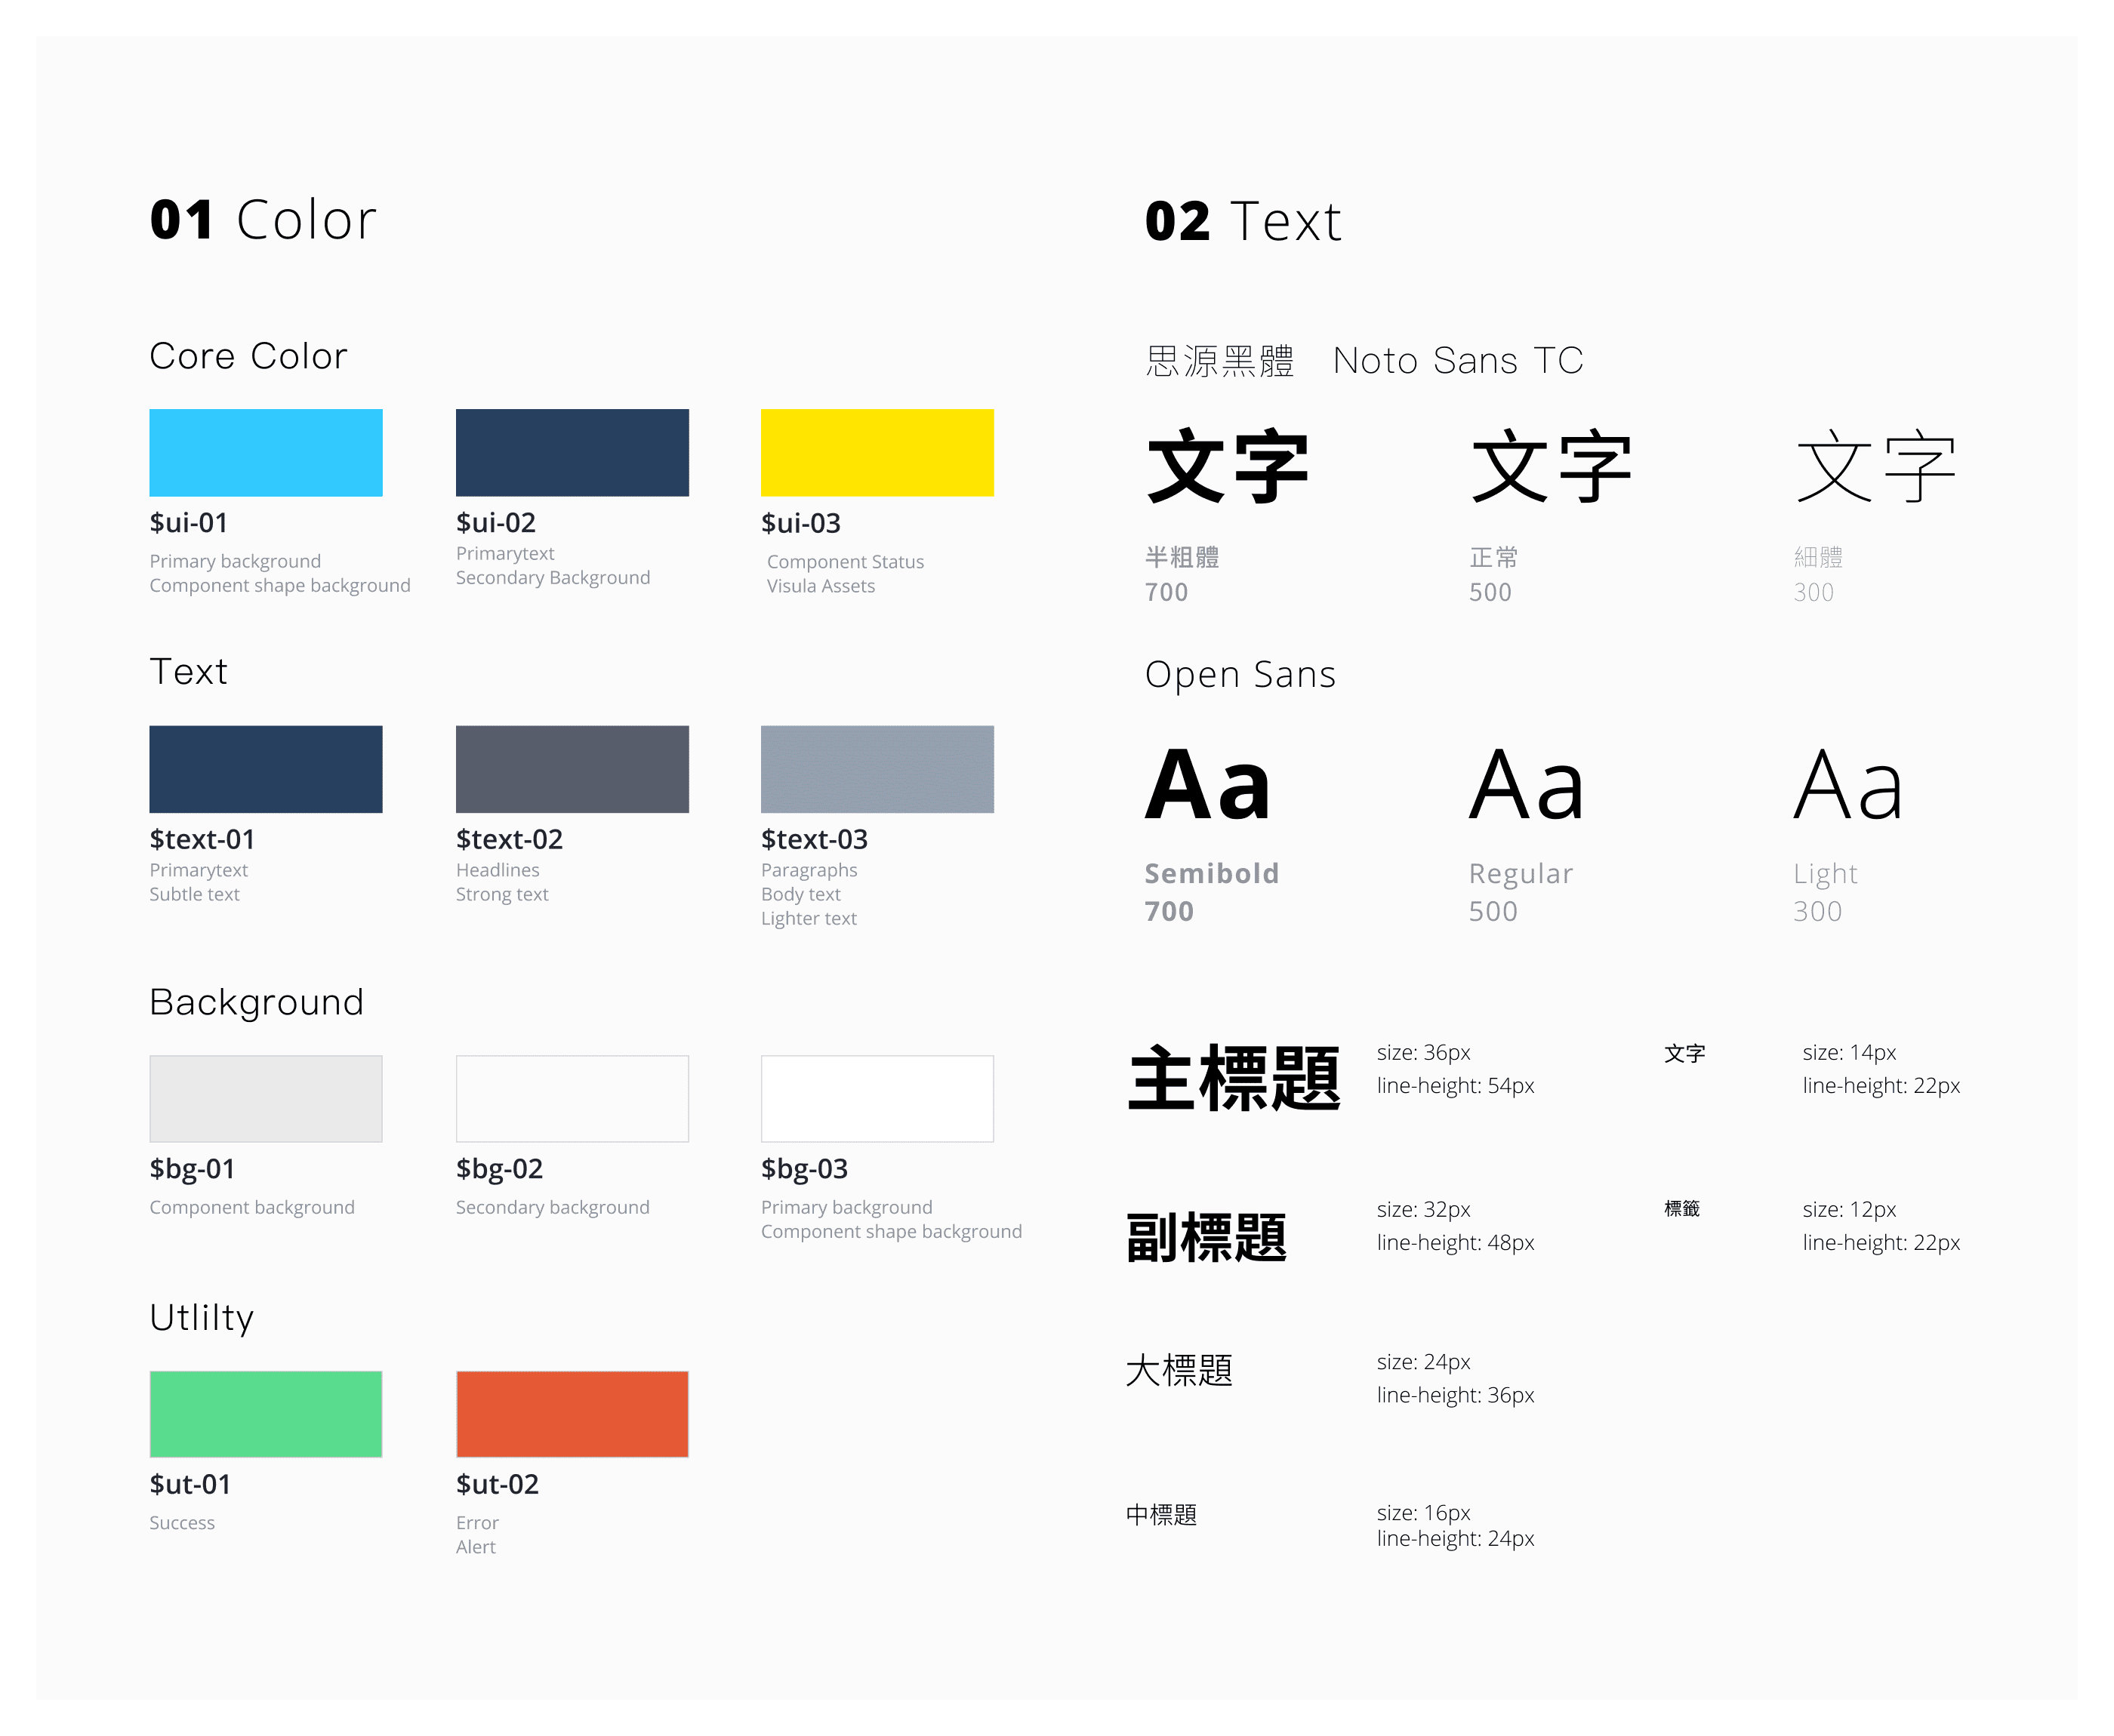 01 Color
Core Color
$ui-01
Primary background
Component shape background
$ui-02
Primarytext
Secondary Background
$ui-03
Component Status
Visula Assets
Text
$text-01
Primarytext
Subtle text
$text-02
Headlines
Strong text
$text-03
Paragraphs
Body text
Lighter text
Background
$bg-01
Component background
$bg-02
Secondary background
$bg-03
Primary background
Component shape background
Utlilty
$ut-01
Success
$ut-02
Error
Alert
02 Text
思源黑體 Noto Sans TC
文字
半粗體
700
文字
正常
500
文字
細體
300
Open Sans
Aa
Semibold
700
Aa
Regular
500
Aa
Light
300
主標題
size: 36px
line-height: 54px
文字
size: 14px
line-height: 22px
副標題
size: 32px
line-height: 48px
標籤
size: 12px
line-height: 22px
大標題
size: 24px
line-height: 36px
中標題
size: 16px
line-height: 24px